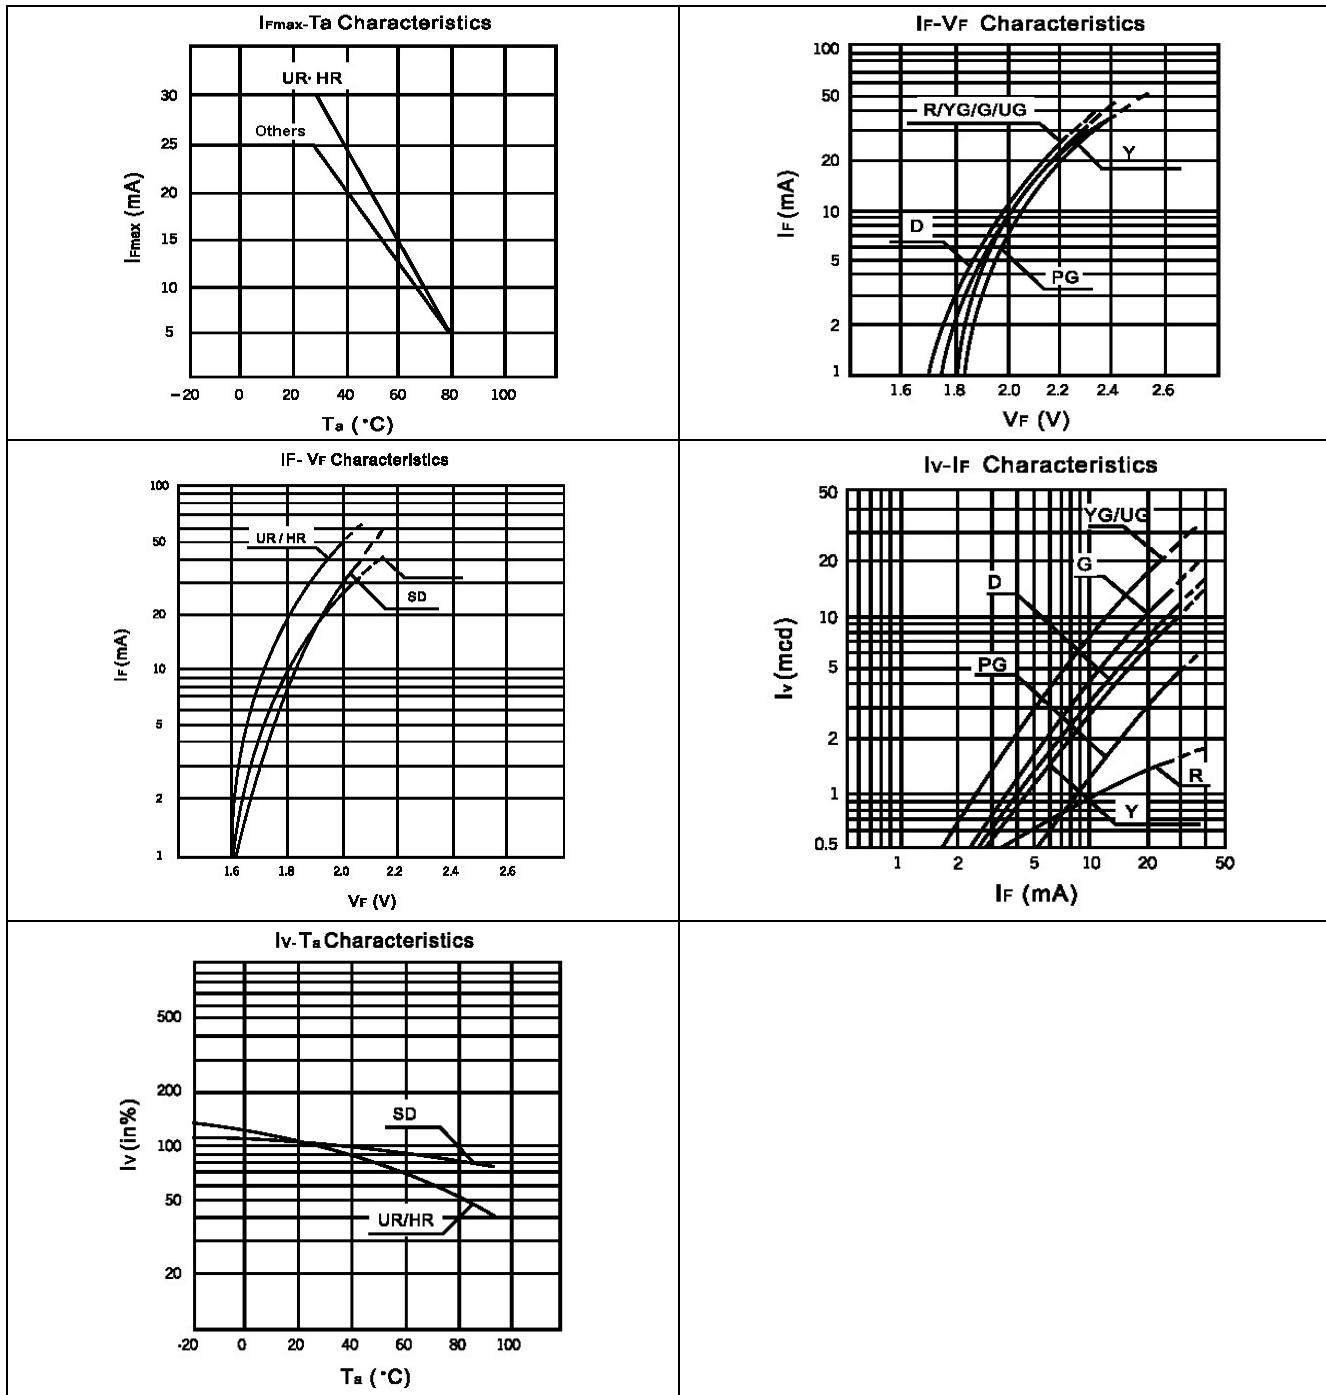 IFmax-Ta Characteristics
UR·HR
Others
30
25
20
15
10
5
IFmax (mA)
-20 0 20 40 60 80 100
Ta (°C)
IF-VF Characteristics
100
50
20
10
5
2
1
R/YG/G/UG
Y
D
PG
IF (mA)
1.6 1.8 2.0 2.2 2.4 2.6
VF (V)
IF- VF Characteristics
100
50
20
10
5
2
1
UR / HR
SD
IF (mA)
1.6 1.8 2.0 2.2 2.4 2.6
VF (V)
Iv-IF Characteristics
50
20
10
5
2
1
0.5
YG/UG
G
D
PG
R
Y
Iv (mcd)
1 2 5 10 20 50
IF (mA)
Iv-Ta Characteristics
500
200
100
50
20
SD
UR/HR
Iv (in%)
-20 0 20 40 60 80 100
Ta (°C)